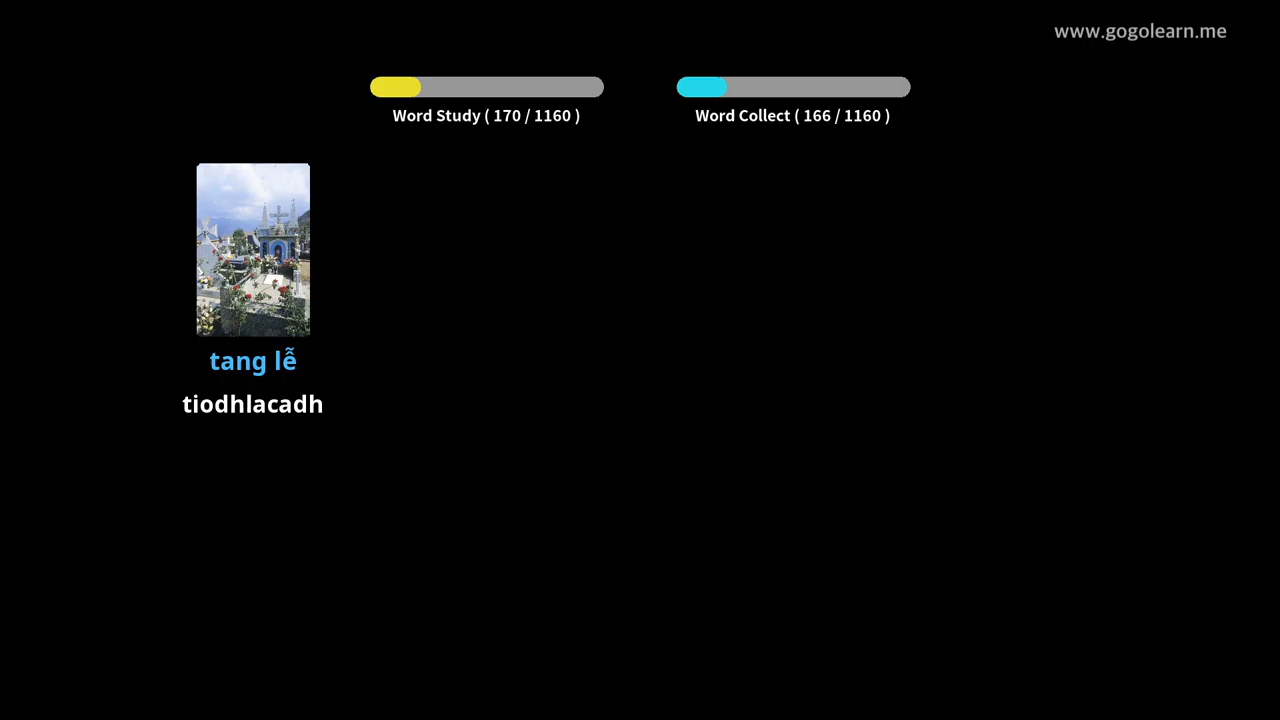 www.gogolearn.me
Word Study ( 170 / 1160 )
Word Collect ( 166 / 1160 )
tang lễ
tiodhlacadh